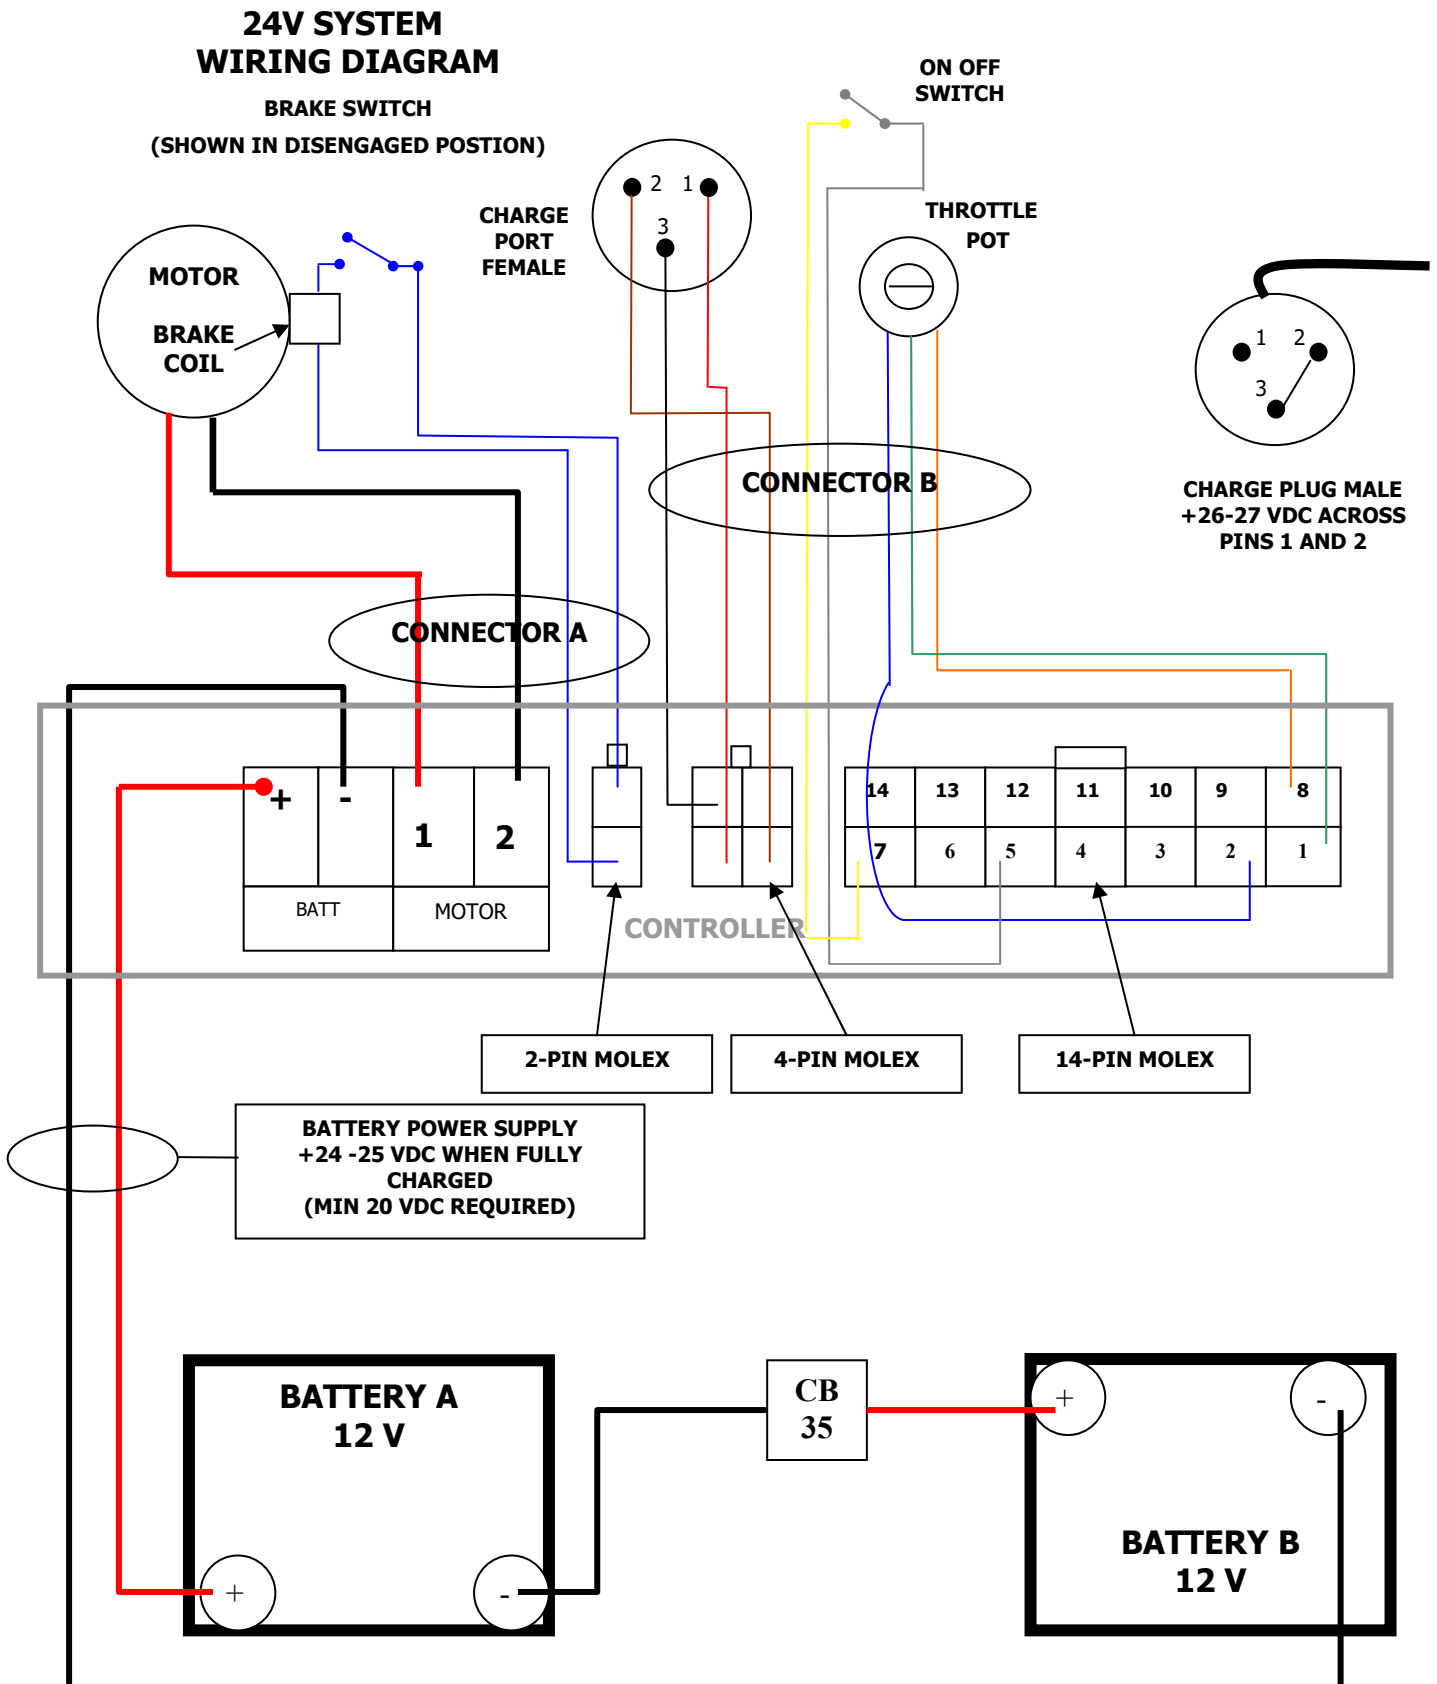 24V SYSTEM
WIRING DIAGRAM
BRAKE SWITCH
(SHOWN IN DISENGAGED POSTION)
ON OFF
SWITCH
2 1
3
CHARGE
PORT
FEMALE
THROTTLE
POT
MOTOR
BRAKE
COIL
1 2
3
CHARGE PLUG MALE
+26-27 VDC ACROSS
PINS 1 AND 2
CONNECTOR B
CONNECTOR A
+ -
1 2
BATT MOTOR
14 13 12 11 10 9 8
7 6 5 4 3 2 1
CONTROLLER
2-PIN MOLEX
4-PIN MOLEX
14-PIN MOLEX
BATTERY POWER SUPPLY
+24 -25 VDC WHEN FULLY
CHARGED
(MIN 20 VDC REQUIRED)
BATTERY A
12 V
+ -
CB
35
+ -
BATTERY B
12 V